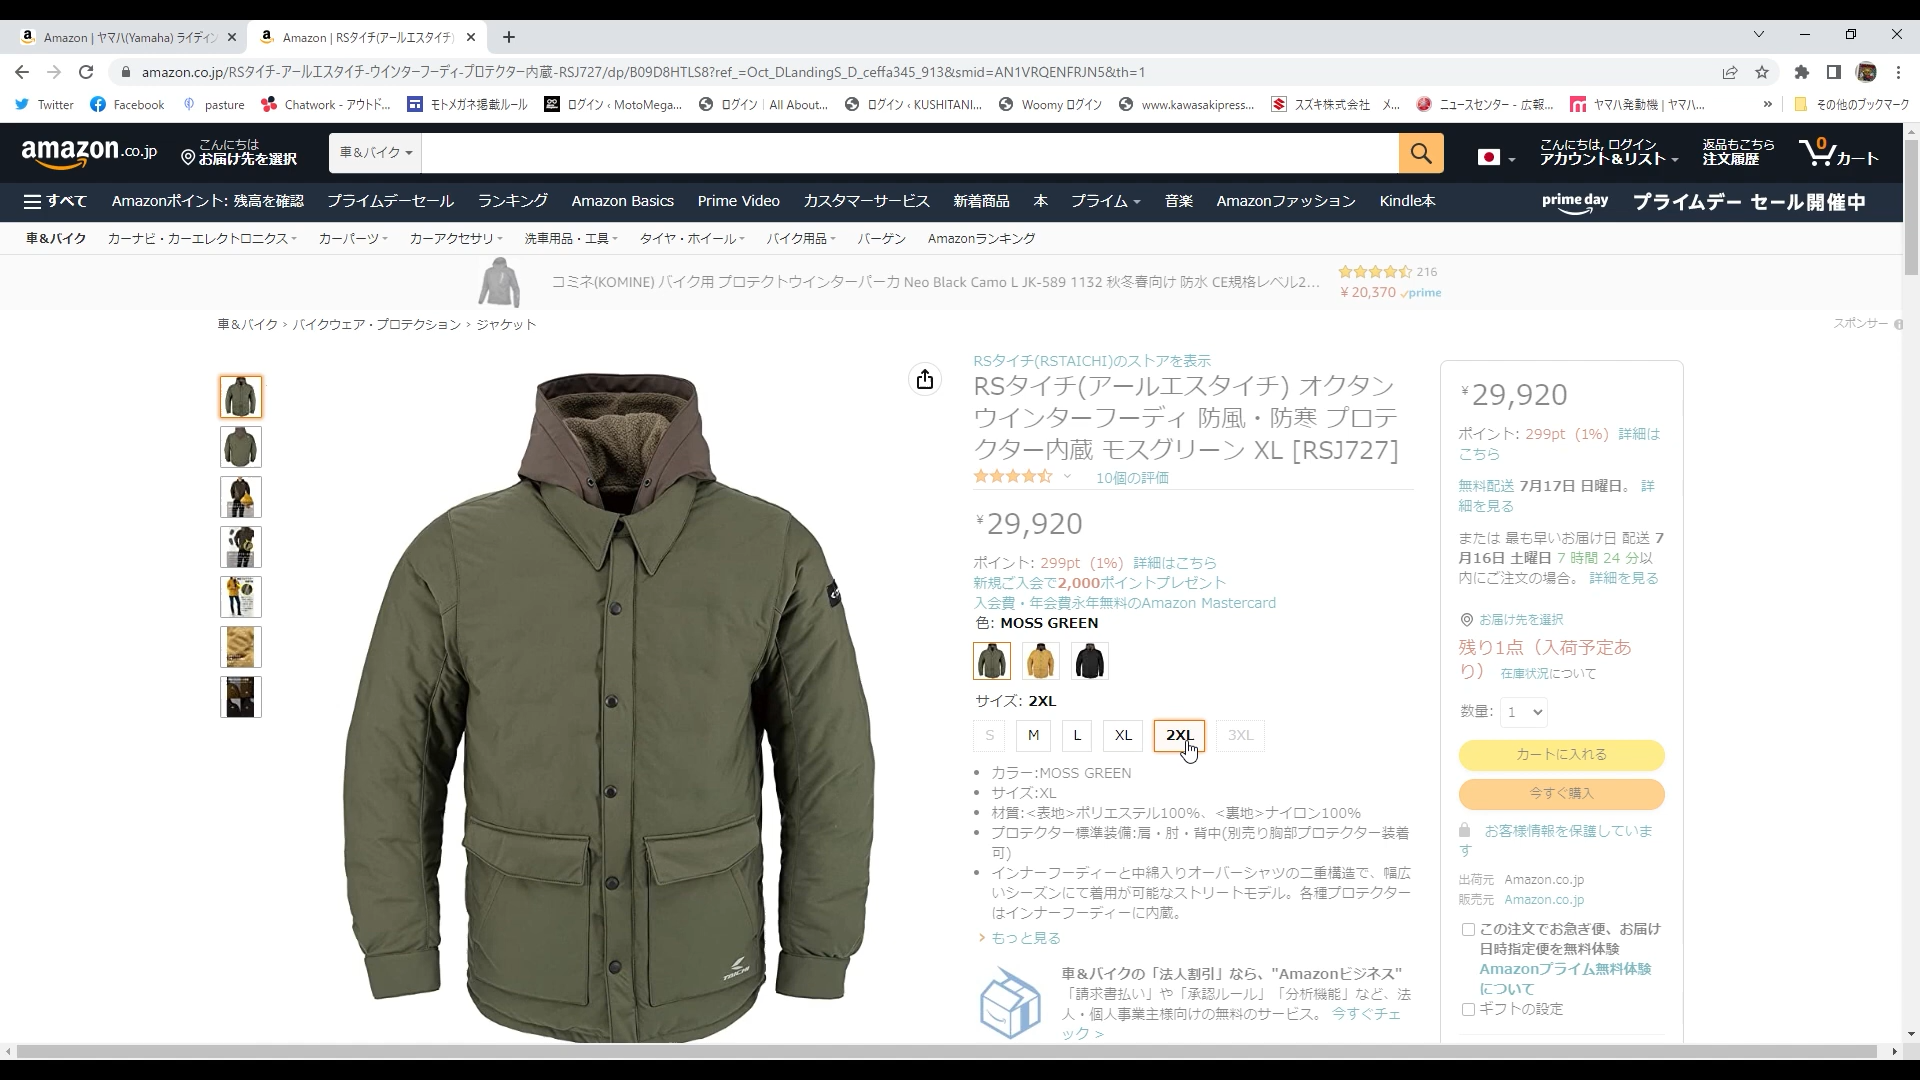 Amazon | ヤマハ(Yamaha) ライディン
Amazon | RSタイチ(アールエスタイチ)
amazon.co.jp/RSタイチ-アールエスタイチ-ウインターフーディ-プロテクター内蔵-RSJ727/dp/B09D8HTLS8?ref_=Oct_DLandingS_D_ceffa345_913&smid=AN1VRQENFRJN5&th=1
Twitter Facebook pasture Chatwork - アウトド... モトメガネ掲載ルール ログイン ‹ MotoMega... ログイン | All About... ログイン ‹ KUSHITANI... Woomy ログイン www.kawasakipress... スズキ株式会社 メ... ニュースセンター - 広報... ヤマハ発動機 | ヤマハ... » その他のブックマーク
amazon.co.jp
こんにちは
お届け先を選択
車&バイク
こんにちは, ログイン
アカウント&リスト
返品もこちら
注文履歴
0
カート
すべて Amazonポイント: 残高を確認 プライムデーセール ランキング Amazon Basics Prime Video カスタマーサービス 新着商品 本 プライム 音楽 Amazonファッション Kindle本 prime day プライムデー セール開催中
車&バイク カーナビ・カーエレクトロニクス カーパーツ カーアクセサリ 洗車用品・工具 タイヤ・ホイール バイク用品 バーゲン Amazonランキング
コミネ(KOMINE) バイク用 プロテクトウインターパーカ Neo Black Camo L JK-589 1132 秋冬春向け 防水 CE規格レベル2...
216
¥20,370 prime
車&バイク › バイクウェア・プロテクション › ジャケット
スポンサー
RSタイチ(RSTAICHI)のストアを表示
RSタイチ(アールエスタイチ) オクタン
ウインターフーディ 防風・防寒 プロテ
クター内蔵 モスグリーン XL [RSJ727]
10個の評価
¥29,920
ポイント: 299pt (1%) 詳細はこちら
新規ご入会で2,000ポイントプレゼント
入会費・年会費永年無料のAmazon Mastercard
色: MOSS GREEN
サイズ: 2XL
S M L XL 2XL 3XL
• カラー:MOSS GREEN
• サイズ:XL
• 材質:<表地>ポリエステル100%、<裏地>ナイロン100%
• プロテクター標準装備:肩・肘・背中(別売り胸部プロテクター装着
可)
• インナーフーディーと中綿入りオーバーシャツの二重構造で、幅広
いシーズンにて着用が可能なストリートモデル。各種プロテクター
はインナーフーディーに内蔵。
› もっと見る
車&バイクの「法人割引」なら、"Amazonビジネス"
「請求書払い」や「承認ルール」「分析機能」など、法
人・個人事業主様向けの無料のサービス。 今すぐチェ
ック >
TAICHI
¥29,920
ポイント: 299pt (1%) 詳細は
こちら
無料配送 7月17日 日曜日。 詳
細を見る
または 最も早いお届け日 配送 7
月16日 土曜日 7 時間 24 分以
内にご注文の場合。 詳細を見る
お届け先を選択
残り1点（入荷予定あ
り） 在庫状況について
数量: 1
カートに入れる
今すぐ購入
お客様情報を保護していま
す
出荷元 Amazon.co.jp
販売元 Amazon.co.jp
この注文でお急ぎ便、お届け
日時指定便を無料体験
Amazonプライム無料体験
について
ギフトの設定